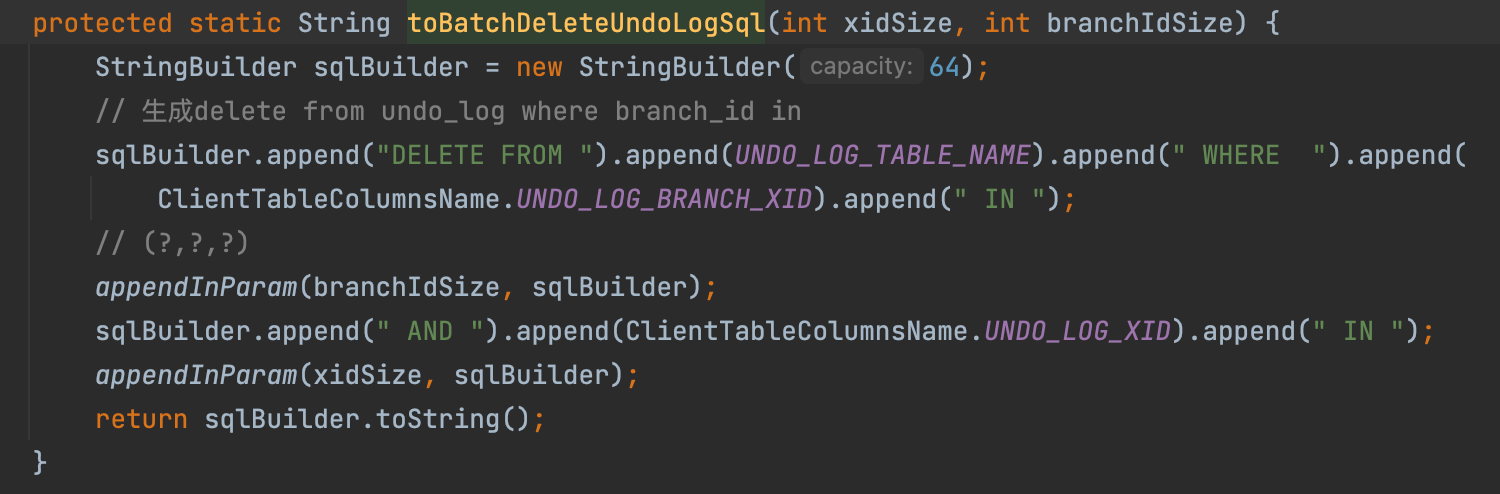 protected static String toBatchDeleteUndoLogSql(int xidSize, int branchIdSize) {
    StringBuilder sqlBuilder = new StringBuilder( capacity: 64);
    // 生成delete from undo_log where branch_id in
    sqlBuilder.append("DELETE FROM ").append(UNDO_LOG_TABLE_NAME).append(" WHERE  ").append(
        ClientTableColumnsName.UNDO_LOG_BRANCH_XID).append(" IN ");
    // (?,?,?)
    appendInParam(branchIdSize, sqlBuilder);
    sqlBuilder.append(" AND ").append(ClientTableColumnsName.UNDO_LOG_XID).append(" IN ");
    appendInParam(xidSize, sqlBuilder);
    return sqlBuilder.toString();
}